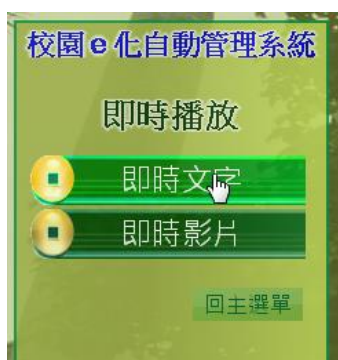 校園e化自動管理系統
即時播放
即時文字
即時影片
回主選單